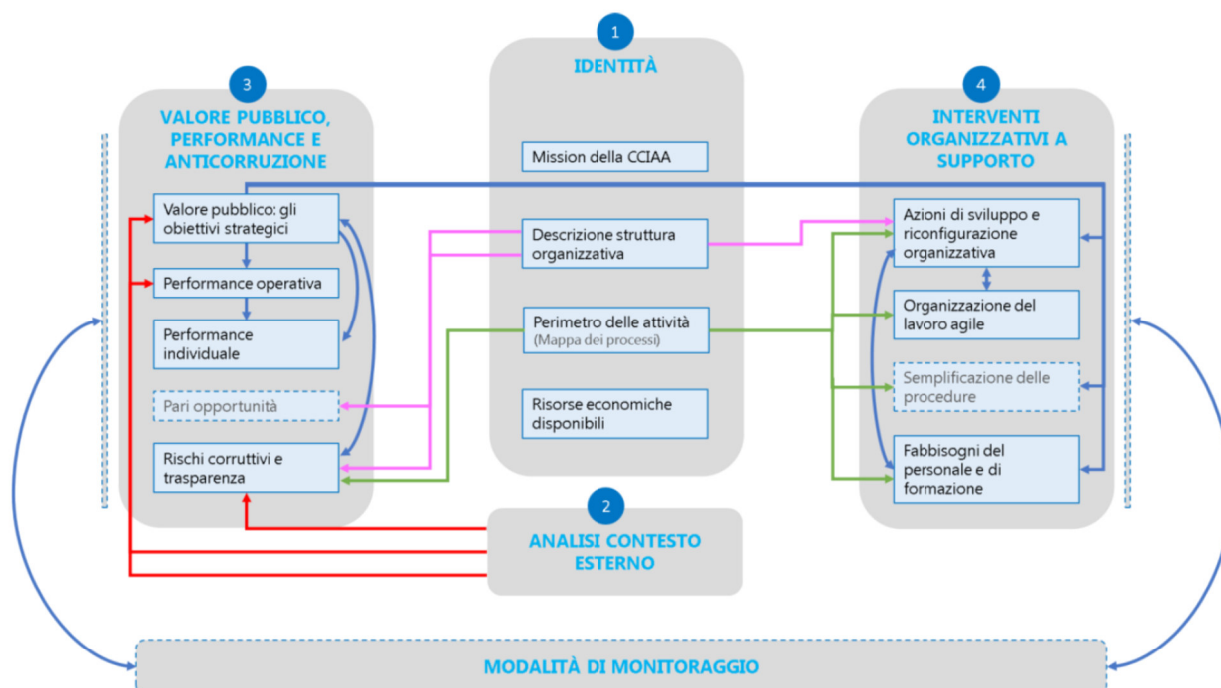 1
IDENTITÀ
Mission della CCIAA
Descrizione struttura
organizzativa
Perimetro delle attività
(Mappa dei processi)
Risorse economiche
disponibili
2
ANALISI CONTESTO
ESTERNO
3
VALORE PUBBLICO,
PERFORMANCE E
ANTICORRUZIONE
Valore pubblico: gli
obiettivi strategici
Performance operativa
Performance
individuale
Pari opportunità
Rischi corruttivi e
trasparenza
4
INTERVENTI
ORGANIZZATIVI A
SUPPORTO
Azioni di sviluppo e
riconfigurazione
organizzativa
Organizzazione del
lavoro agile
Semplificazione delle
procedure
Fabbisogni del
personale e di
formazione
MODALITÀ DI MONITORAGGIO